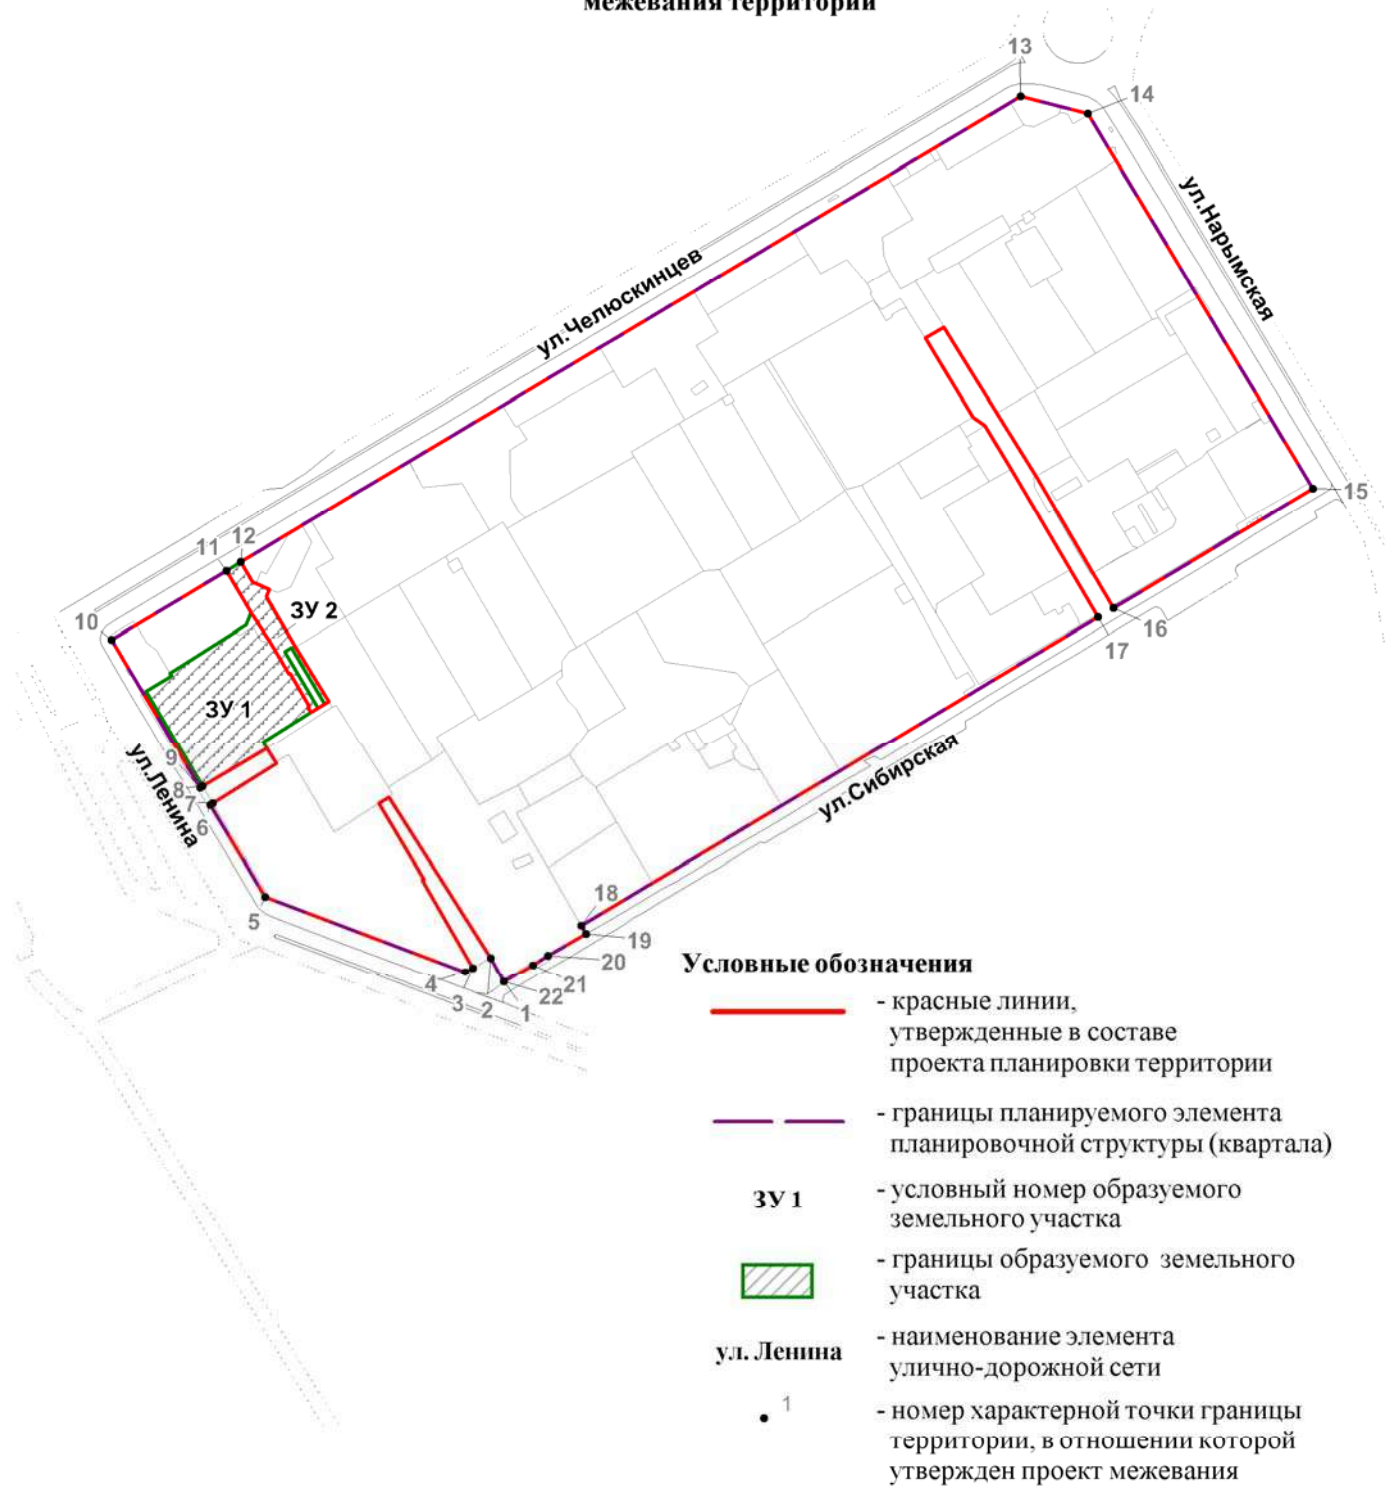 межевания территории
13
14
ул.Нарымская
ул.Челюскинцев
15
12
11
10
ЗУ 2
16
17
ЗУ 1
9
ул.Ленина
8
7
6
ул.Сибирская
5
18
19
20
21
22
4
3
2
1
Условные обозначения
- красные линии,
утвержденные в составе
проекта планировки территории
- границы планируемого элемента
планировочной структуры (квартала)
ЗУ 1
- условный номер образуемого
земельного участка
- границы образуемого земельного
участка
ул. Ленина
- наименование элемента
улично-дорожной сети
1
- номер характерной точки границы
территории, в отношении которой
утвержден проект межевания